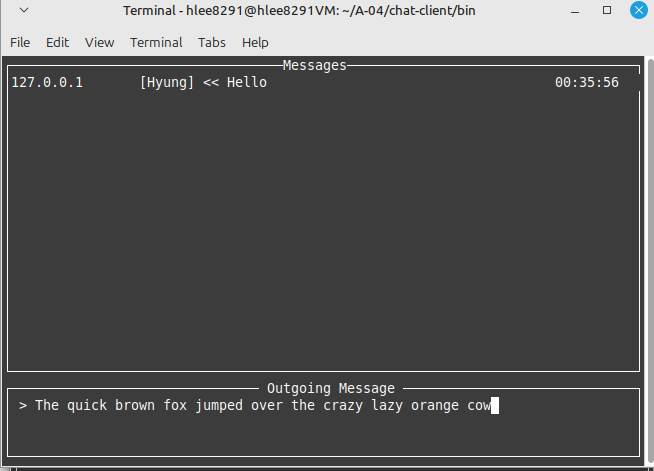 Terminal - hlee8291@hlee8291VM: ~/A-04/chat-client/bin
File Edit View Terminal Tabs Help
Messages
127.0.0.1 [Hyung] << Hello 00:35:56
Outgoing Message
> The quick brown fox jumped over the crazy lazy orange cow